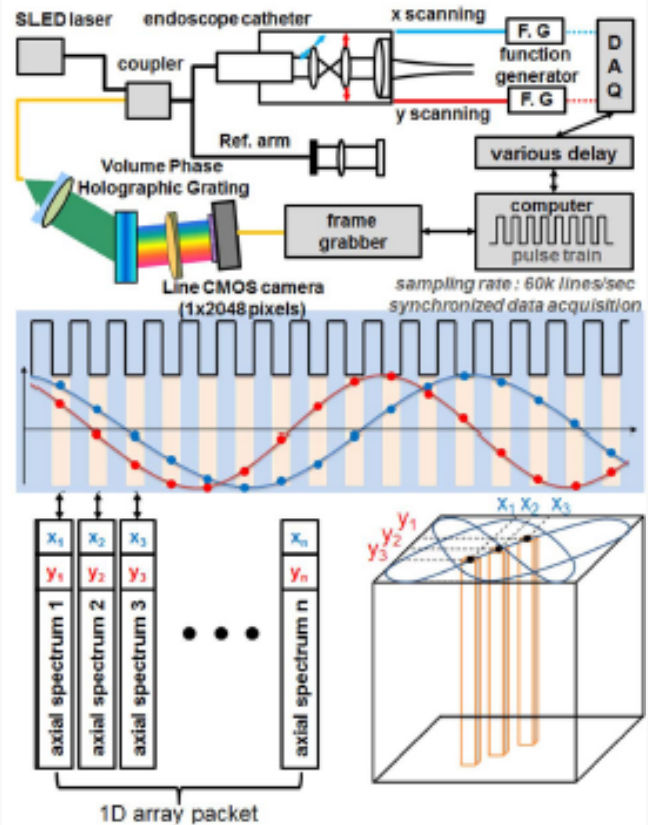 SLED laser
endoscope catheter
x scanning
F. G
function
generator
D
A
Q
coupler
F. G
y scanning
Ref. arm
various delay
Volume Phase
Holographic Grating
computer
pulse train
frame
grabber
Line CMOS camera
(1x2048 pixels)
sampling rate : 60k lines/sec
synchronized data acquisition
x1
x2
x3
xn
y1
y2
y3
yn
axial spectrum 1
axial spectrum 2
axial spectrum 3
axial spectrum n
1D array packet
x1 x2 x3
y1
y2
y3